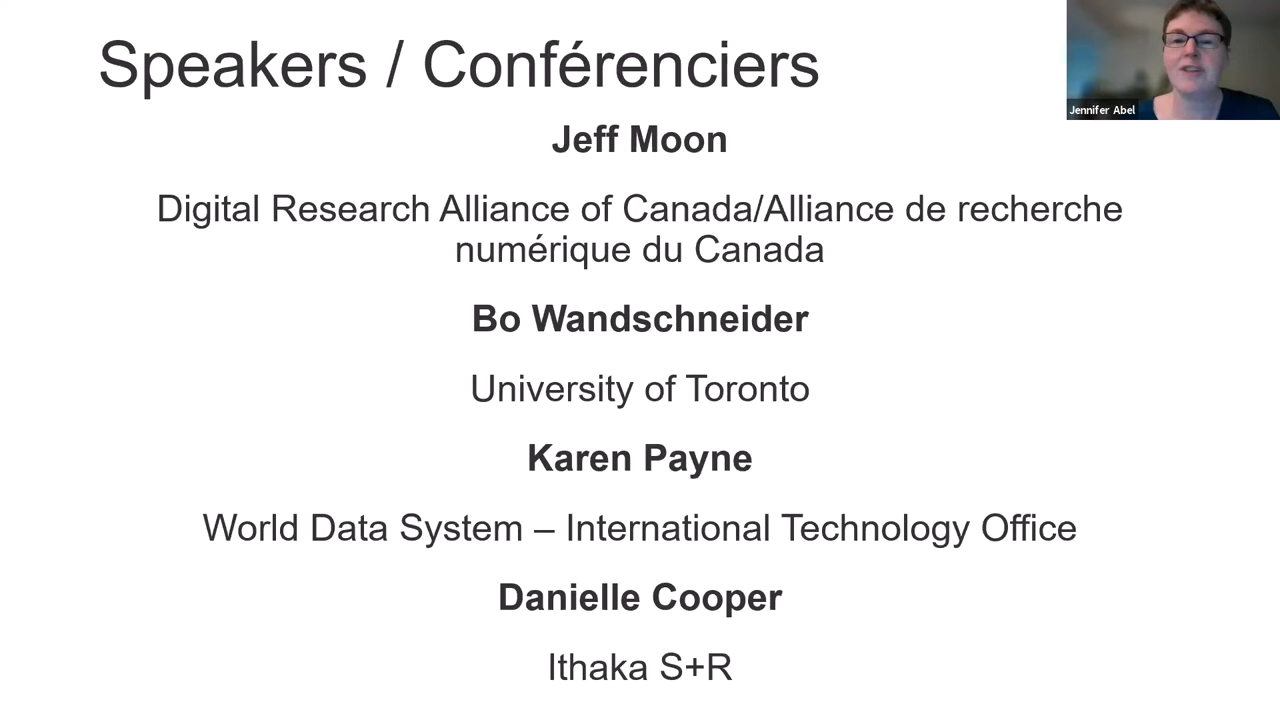 Speakers / Conférenciers
Jennifer Abel
Jeff Moon
Digital Research Alliance of Canada/Alliance de recherche
numérique du Canada
Bo Wandschneider
University of Toronto
Karen Payne
World Data System – International Technology Office
Danielle Cooper
Ithaka S+R